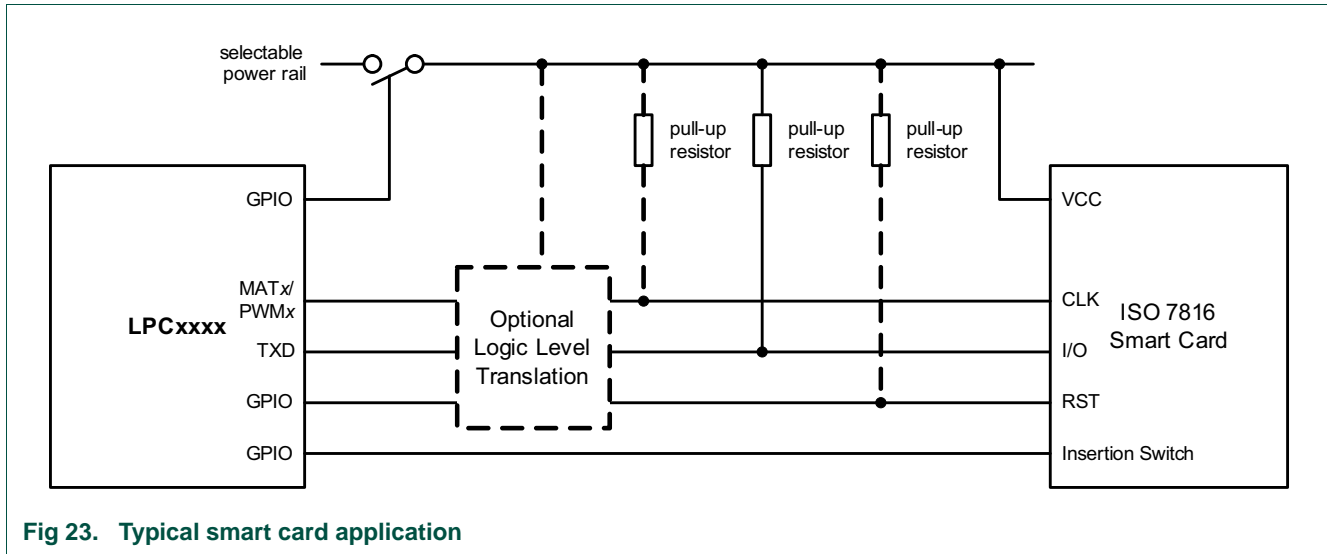 selectable
power rail
pull-up
resistor
pull-up
resistor
pull-up
resistor
LPCxxxx
GPIO
MATx/
PWMx
TXD
GPIO
GPIO
Optional
Logic Level
Translation
VCC
CLK
I/O
RST
Insertion Switch
ISO 7816
Smart Card
Fig 23. Typical smart card application